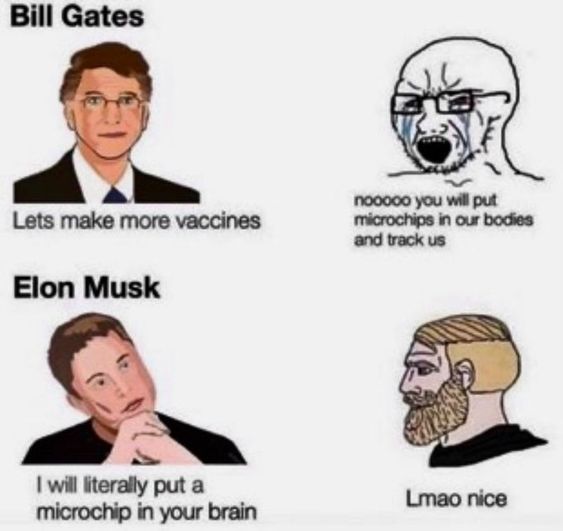 Bill Gates
Lets make more vaccines
nooooo you will put
microchips in our bodies
and track us
Elon Musk
I will literally put a
microchip in your brain
Lmao nice